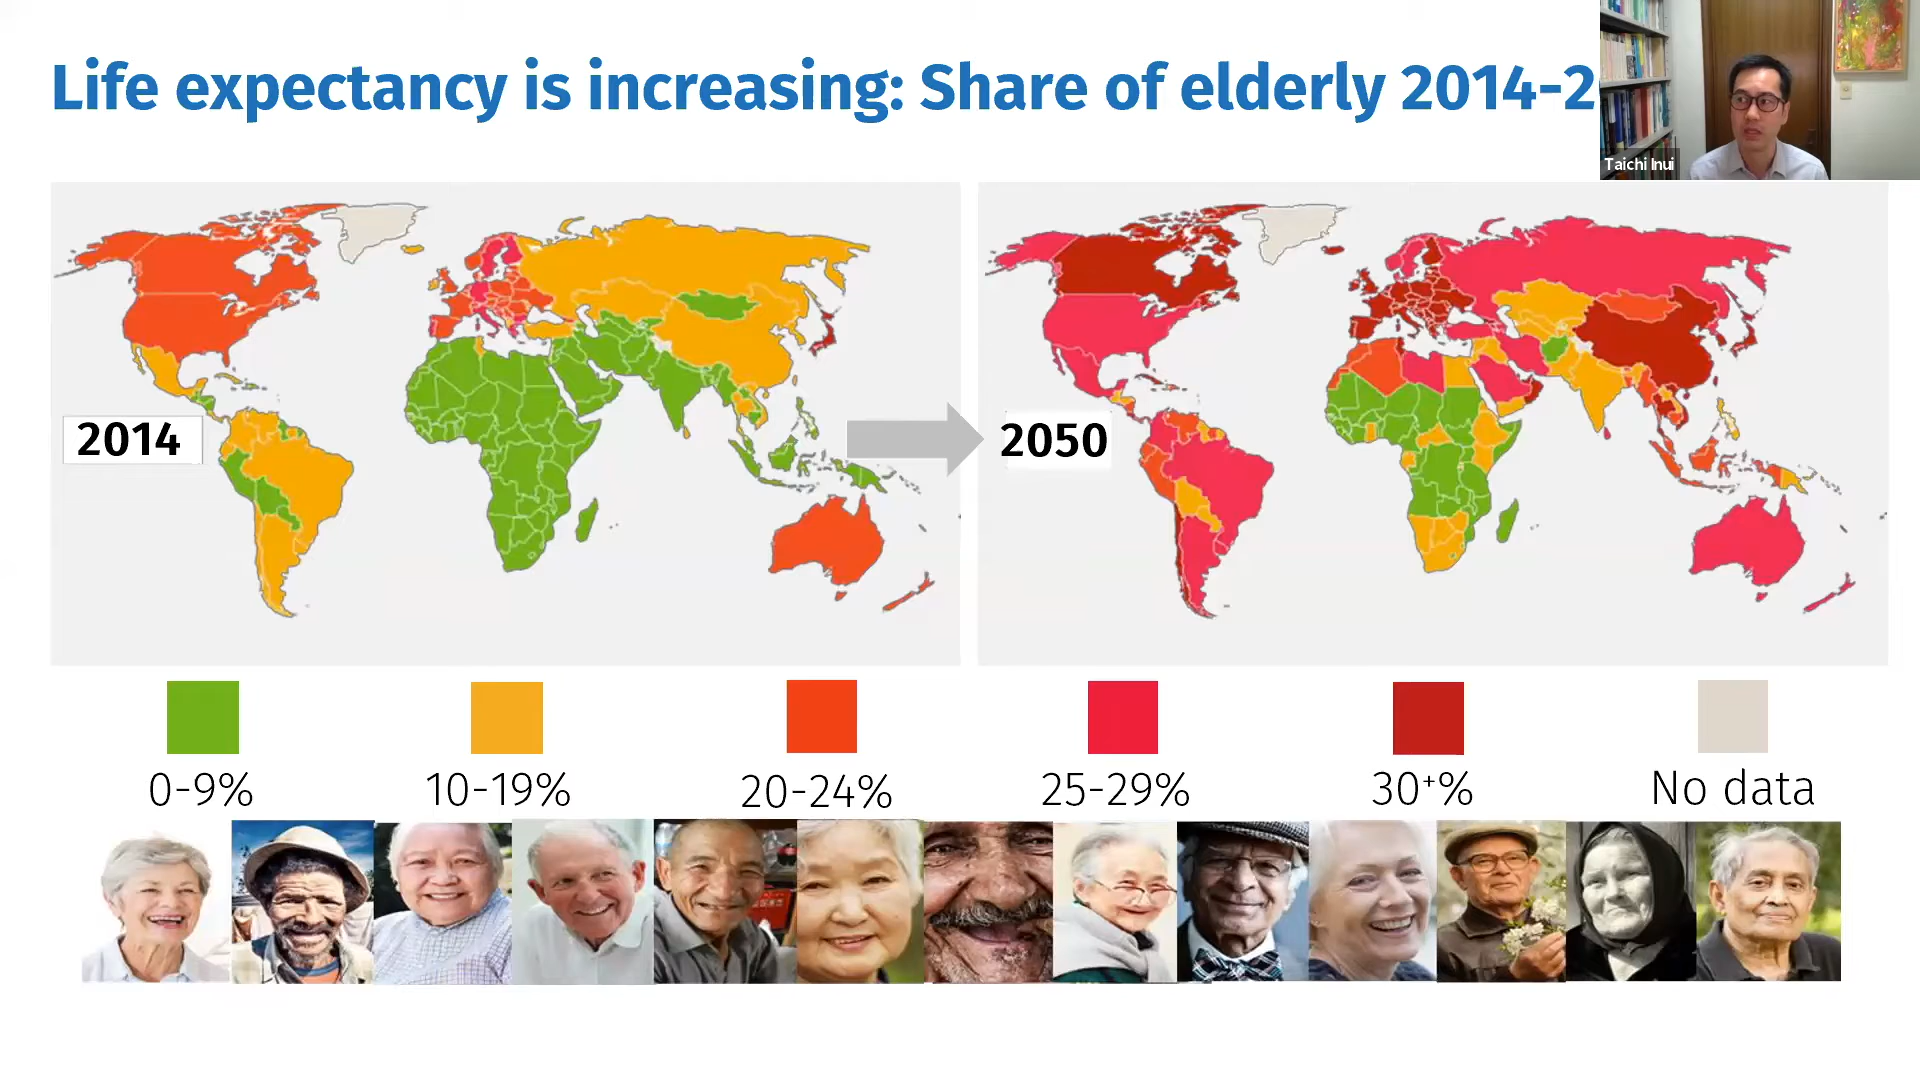 Life expectancy is increasing: Share of elderly 2014-2
Taichi Inui
2014
2050
0-9%
10-19%
20-24%
25-29%
30⁺%
No data